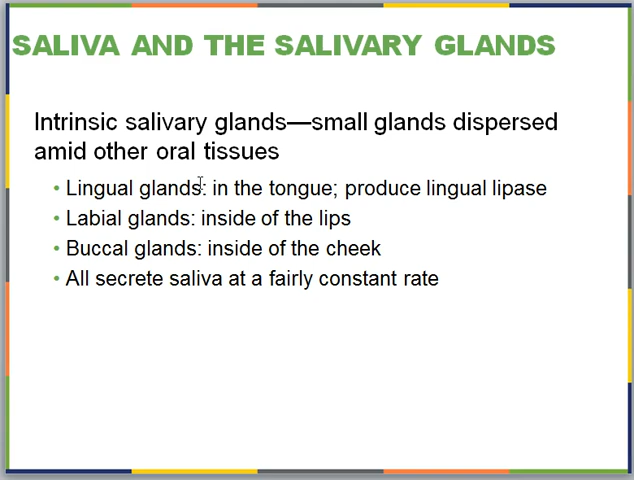 SALIVA AND THE SALIVARY GLANDS
Intrinsic salivary glands—small glands dispersed
amid other oral tissues
• Lingual glands: in the tongue; produce lingual lipase
• Labial glands: inside of the lips
• Buccal glands: inside of the cheek
• All secrete saliva at a fairly constant rate